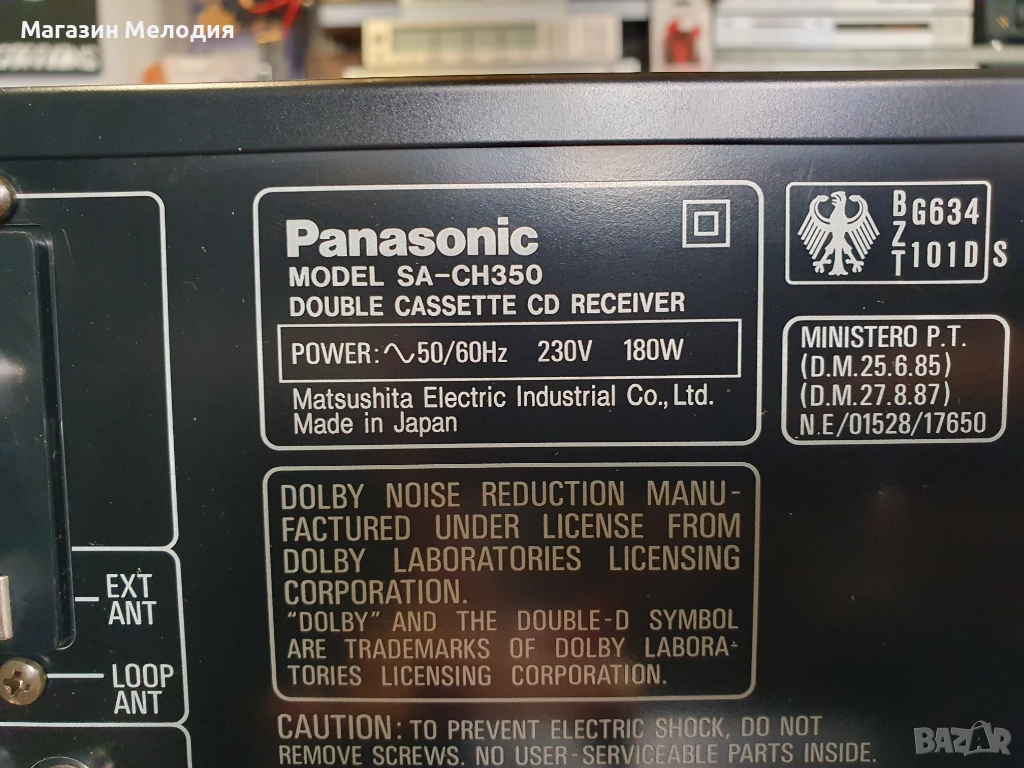 Магазин Мелодия
Panasonic
MODEL SA-CH350
DOUBLE CASSETTE CD RECEIVER
POWER: ∿50/60Hz 230V 180W
Matsushita Electric Industrial Co., Ltd.
Made in Japan
B Z T G634
101D S
MINISTERO P.T.
(D.M.25.6.85)
(D.M.27.8.87)
N.E/01528/17650
DOLBY NOISE REDUCTION MANU-
FACTURED UNDER LICENSE FROM
DOLBY LABORATORIES LICENSING
CORPORATION.
"DOLBY" AND THE DOUBLE-D SYMBOL
ARE TRADEMARKS OF DOLBY LABORA-
TORIES LICENSING CORPORATION.
EXT
ANT
LOOP
ANT
CAUTION: TO PREVENT ELECTRIC SHOCK, DO NOT
REMOVE SCREWS. NO USER-SERVICEABLE PARTS INSIDE.
BAZAR